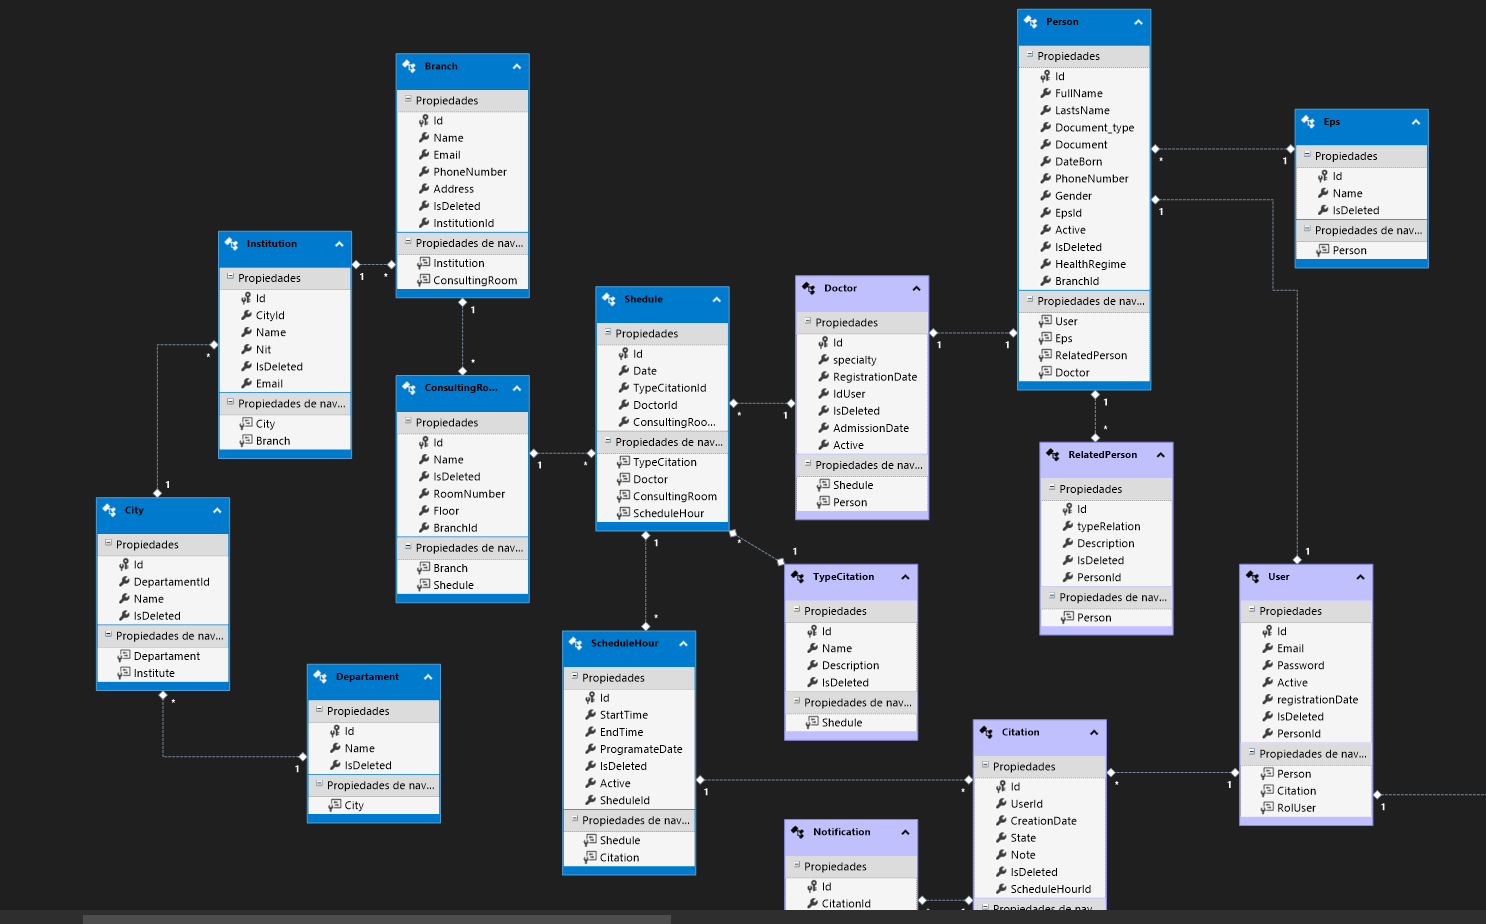 Person
Propiedades
Id
FullName
LastsName
Document_type
Document
DateBorn
PhoneNumber
Gender
EpsId
Active
IsDeleted
HealthRegime
BranchId
Propiedades de nav...
User
Eps
RelatedPerson
Doctor
Branch
Propiedades
Id
Name
Email
PhoneNumber
Address
IsDeleted
InstitutionId
Propiedades de nav...
Institution
ConsultingRoom
Eps
Propiedades
Id
Name
IsDeleted
Propiedades de nav...
Person
* 1
1
Institution
Propiedades
Id
CityId
Name
Nit
IsDeleted
Email
Propiedades de nav...
City
Branch
1 *
1
*
Shedule
Propiedades
Id
Date
TypeCitationId
DoctorId
ConsultingRoo...
Propiedades de nav...
TypeCitation
Doctor
ConsultingRoom
ScheduleHour
Doctor
Propiedades
Id
specialty
RegistrationDate
IdUser
IsDeleted
AdmissionDate
Active
Propiedades de nav...
Shedule
Person
1 1
* 1
*
1
ConsultingRo...
Propiedades
Id
Name
IsDeleted
RoomNumber
Floor
BranchId
Propiedades de nav...
Branch
Shedule
1 *
1
*
RelatedPerson
Propiedades
Id
typeRelation
Description
IsDeleted
PersonId
Propiedades de nav...
Person
1
City
Propiedades
Id
DepartamentId
Name
IsDeleted
Propiedades de nav...
Departament
Institute
*
1
* 1
TypeCitation
Propiedades
Id
Name
Description
IsDeleted
Propiedades de nav...
Shedule
1
User
Propiedades
Id
Email
Password
Active
registrationDate
IsDeleted
PersonId
Propiedades de nav...
Person
Citation
RolUser
1
1
*
ScheduleHour
Propiedades
Id
StartTime
EndTime
ProgramateDate
IsDeleted
Active
SheduleId
Propiedades de nav...
Shedule
Citation
Departament
Propiedades
Id
Name
IsDeleted
Propiedades de nav...
City
1
Citation
Propiedades
Id
UserId
CreationDate
State
Note
IsDeleted
ScheduleHourId
Propiedades de nav
1 *
* 1
Notification
Propiedades
Id
CitationId